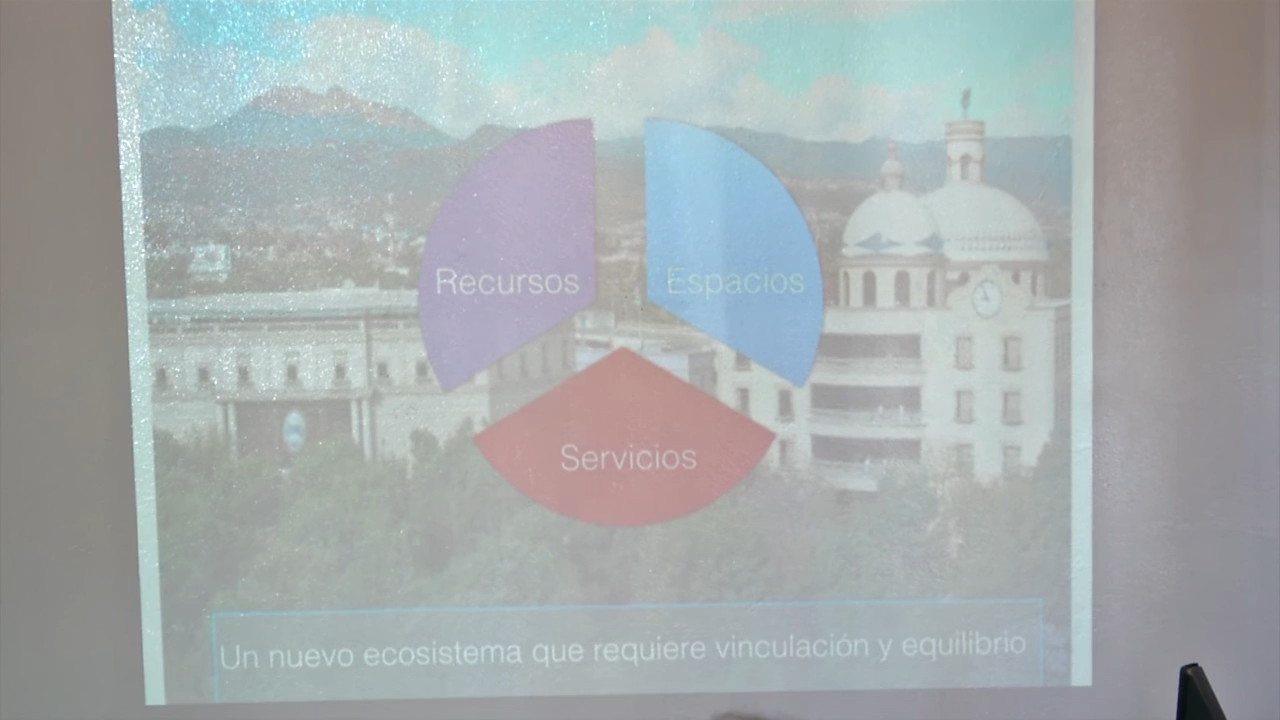 Recursos
Espacios
Servicios
Un nuevo ecosistema que requiere vinculación y equilibrio